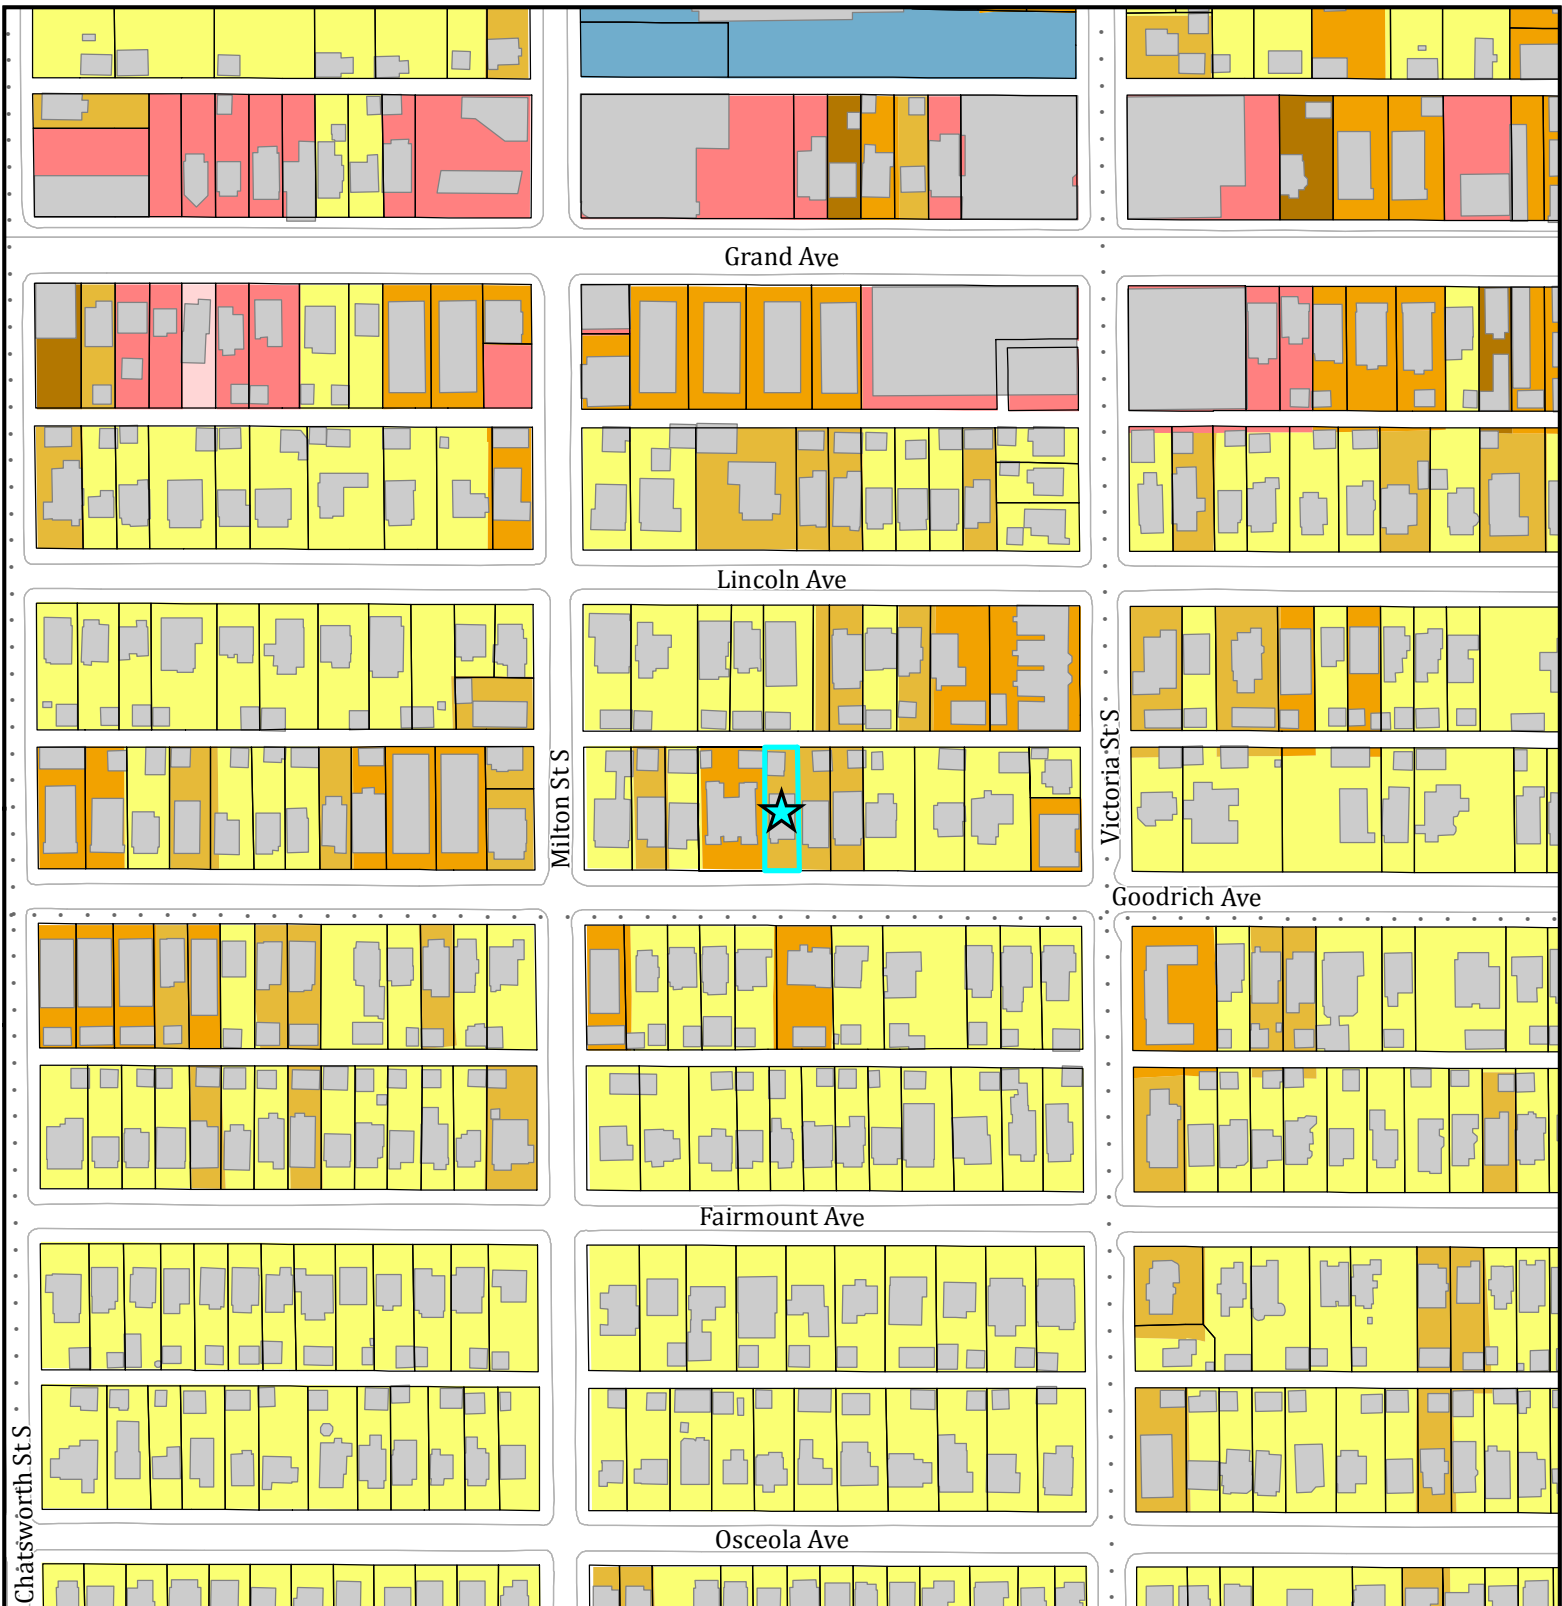 Grand Ave
Lincoln Ave
Milton St S
Victoria St S
Goodrich Ave
Fairmount Ave
Chatsworth St S
Osceola Ave